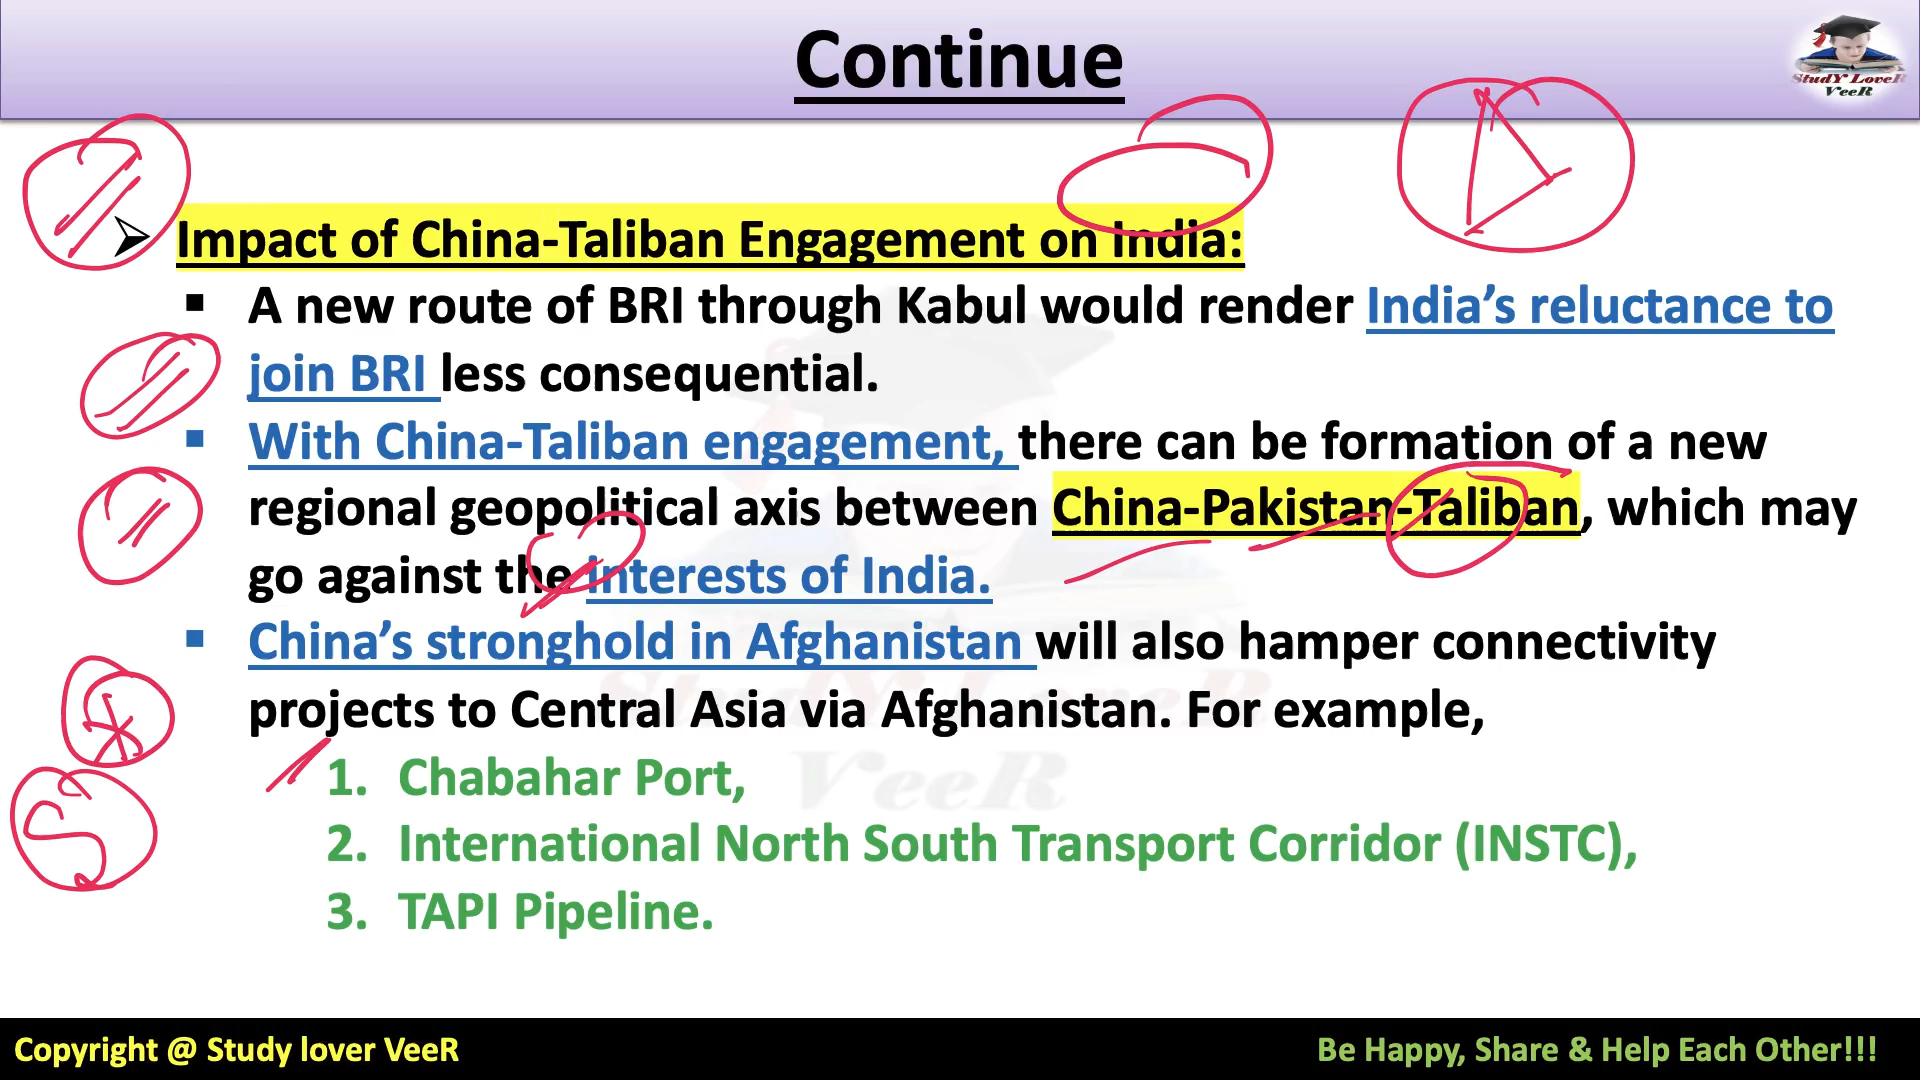 Continue
StudY LoveR
VeeR
Impact of China-Taliban Engagement on India:
A new route of BRI through Kabul would render India’s reluctance to
join BRI less consequential.
With China-Taliban engagement, there can be formation of a new
regional geopolitical axis between China-Pakistan-Taliban, which may
go against the interests of India.
China’s stronghold in Afghanistan will also hamper connectivity
projects to Central Asia via Afghanistan. For example,
1. Chabahar Port,
2. International North South Transport Corridor (INSTC),
3. TAPI Pipeline.
StudY LoveR
VeeR
Copyright @ Study lover VeeR
Be Happy, Share & Help Each Other!!!